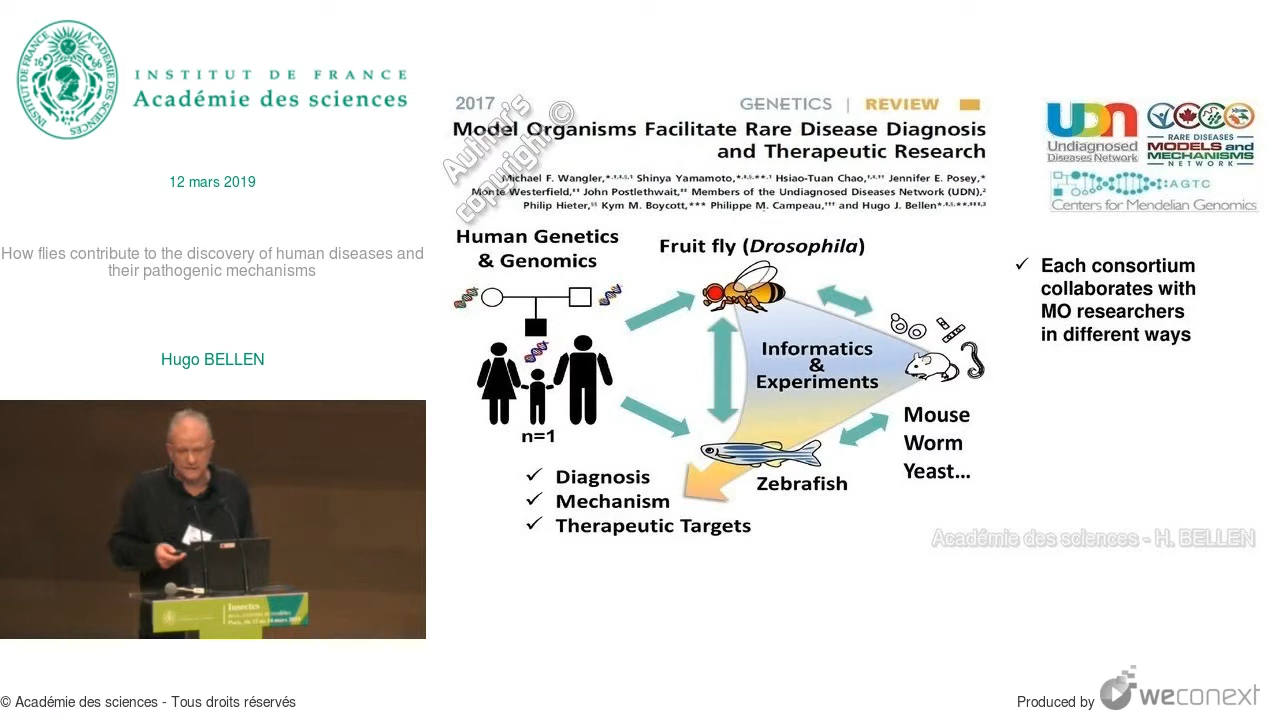 INSTITUT DE FRANCE
Académie des sciences
12 mars 2019
How flies contribute to the discovery of human diseases and
their pathogenic mechanisms
Hugo BELLEN
Insectes
2017
GENETICS | REVIEW
Author's
copyright ©
Model Organisms Facilitate Rare Disease Diagnosis
and Therapeutic Research
Michael F. Wangler, Shinya Yamamoto, Hsiao-Tuan Chao, Jennifer E. Posey,*
Monte Westerfield, John Postlethwait, Members of the Undiagnosed Diseases Network (UDN),
Philip Hieter, Kym M. Boycott,*** Philippe M. Campeau, and Hugo J. Bellen
Human Genetics
& Genomics
n=1
Fruit fly (Drosophila)
Informatics
&
Experiments
Mouse
Worm
Yeast...
Zebrafish
✓ Diagnosis
✓ Mechanism
✓ Therapeutic Targets
UDN
Undiagnosed
Diseases Network
RARE DISEASES
MODELS and
MECHANISMS
NETWORK
AGTC
Centers for Mendelian Genomics
✓ Each consortium
collaborates with
MO researchers
in different ways
Académie des sciences - H. BELLEN
© Académie des sciences - Tous droits réservés
Produced by weconext